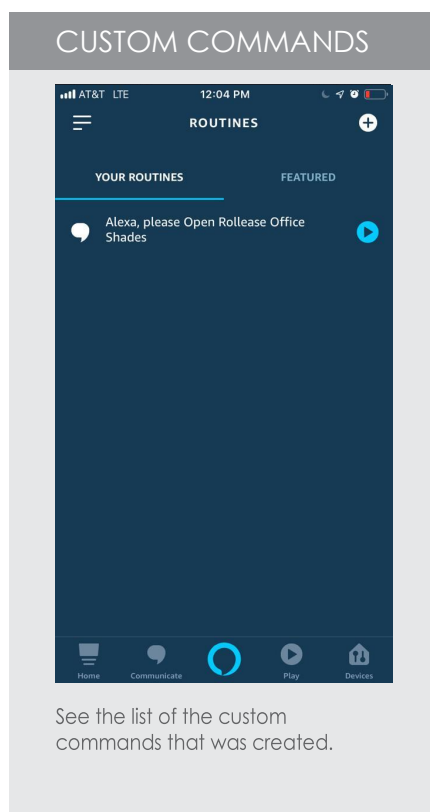 CUSTOM COMMANDS
AT&T LTE 12:04 PM
ROUTINES
YOUR ROUTINES FEATURED
Alexa, please Open Rollease Office
Shades
Home Communicate Play Devices
See the list of the custom
commands that was created.